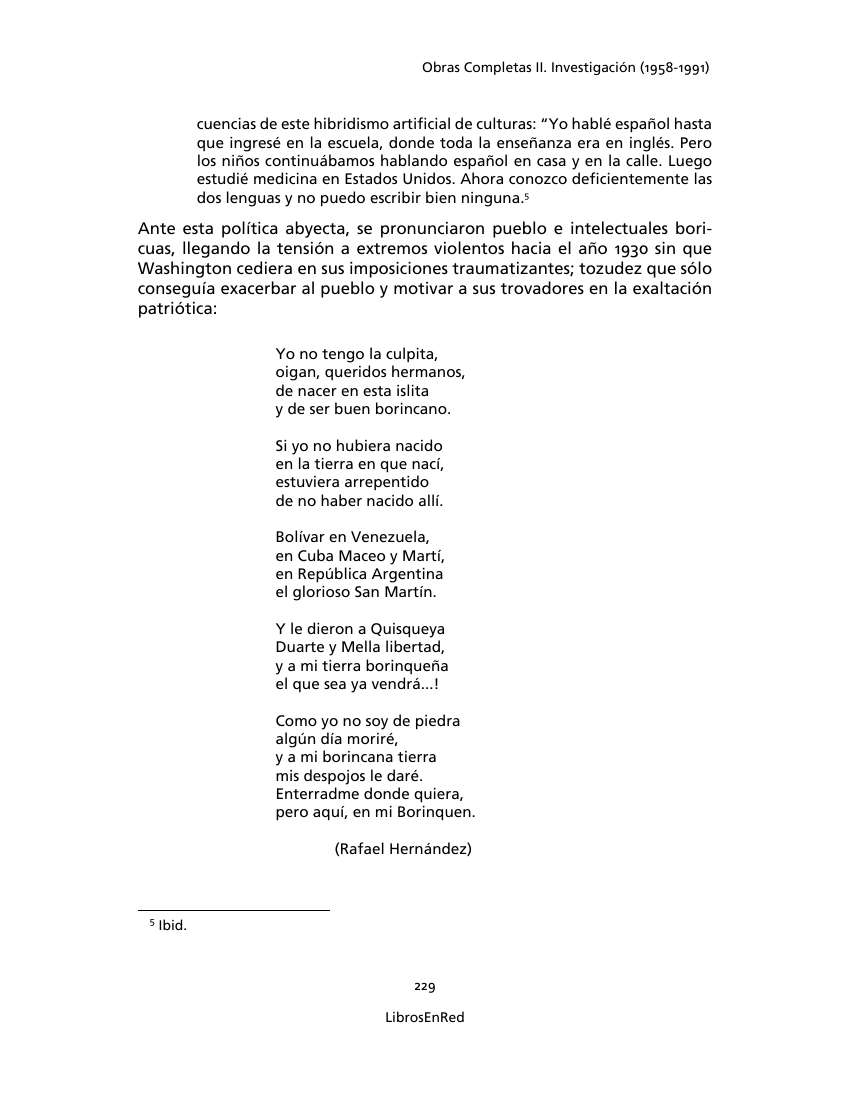 Obras Completas II. Investigación (1958-1991)
cuencias de este hibridismo artificial de culturas: “Yo hablé español hasta
que ingresé en la escuela, donde toda la enseñanza era en inglés. Pero
los niños continuábamos hablando español en casa y en la calle. Luego
estudié medicina en Estados Unidos. Ahora conozco deficientemente las
dos lenguas y no puedo escribir bien ninguna.5
Ante esta política abyecta, se pronunciaron pueblo e intelectuales bori-
cuas, llegando la tensión a extremos violentos hacia el año 1930 sin que
Washington cediera en sus imposiciones traumatizantes; tozudez que sólo
conseguía exacerbar al pueblo y motivar a sus trovadores en la exaltación
patriótica:
Yo no tengo la culpita,
oigan, queridos hermanos,
de nacer en esta islita
y de ser buen borincano.
Si yo no hubiera nacido
en la tierra en que nací,
estuviera arrepentido
de no haber nacido allí.
Bolívar en Venezuela,
en Cuba Maceo y Martí,
en República Argentina
el glorioso San Martín.
Y le dieron a Quisqueya
Duarte y Mella libertad,
y a mi tierra borinqueña
el que sea ya vendrá...!
Como yo no soy de piedra
algún día moriré,
y a mi borincana tierra
mis despojos le daré.
Enterradme donde quiera,
pero aquí, en mi Borinquen.
(Rafael Hernández)
5 Ibid.
229
LibrosEnRed